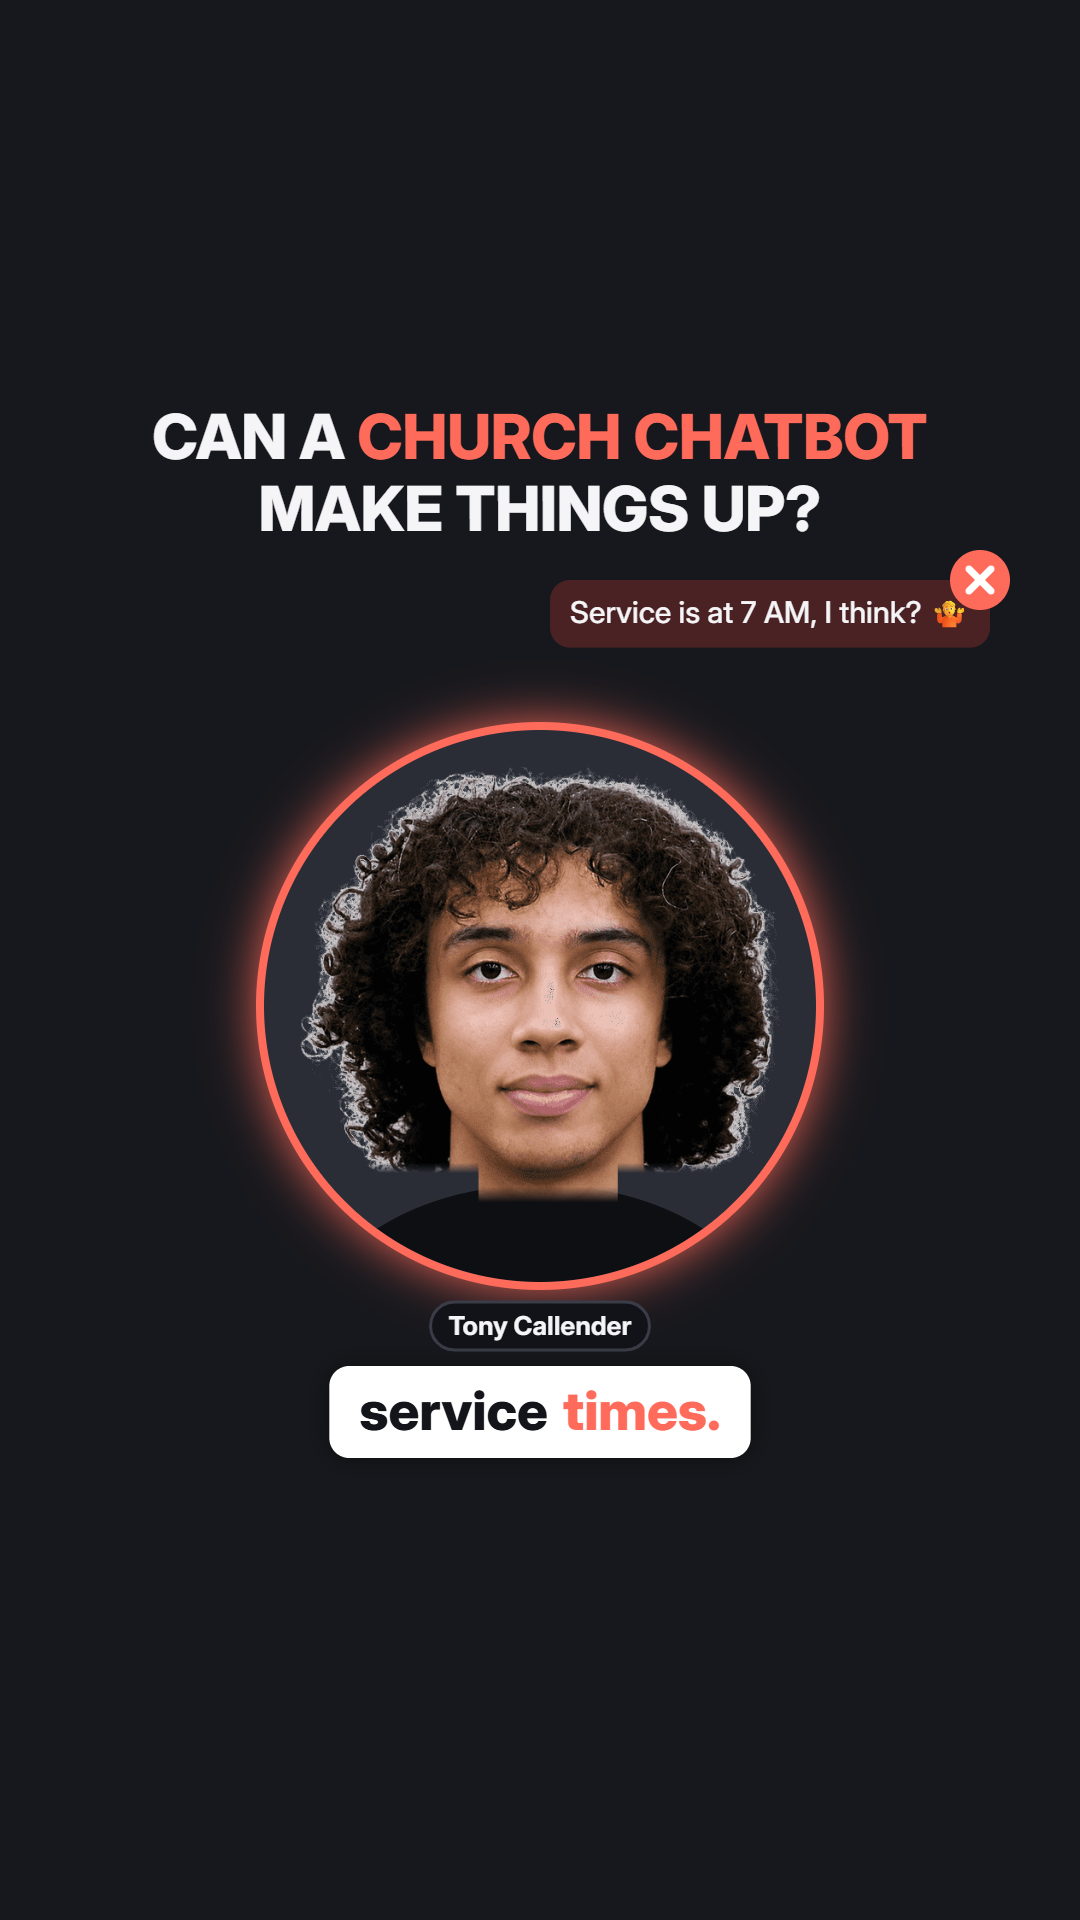 CAN A CHURCH CHATBOT
MAKE THINGS UP?
Service is at 7 AM, I think? 🤷
Tony Callender
service times.